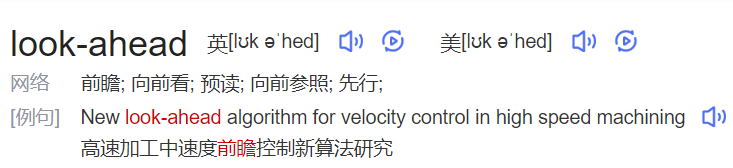 look-ahead 英[lʊk əˈhed] 美[lʊk əˈhed]
网络 前瞻; 向前看; 预读; 向前参照; 先行;
[例句] New look-ahead algorithm for velocity control in high speed machining
高速加工中速度前瞻控制新算法研究